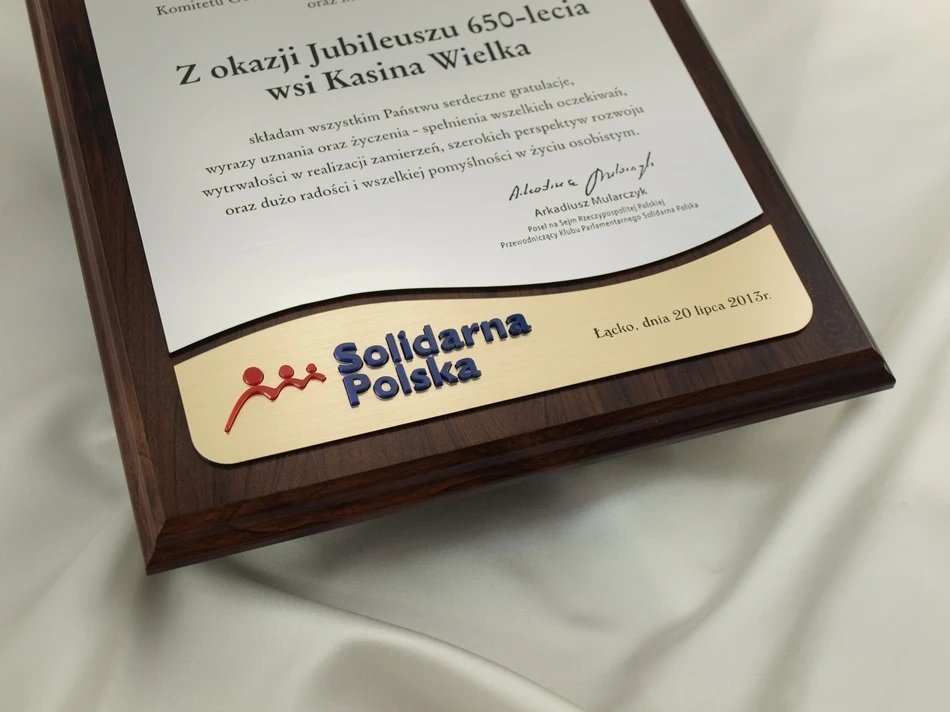 Komitetu
oraz
Z okazji Jubileuszu 650-lecia
wsi Kasina Wielka
składam wszystkim Państwu serdeczne gratulacje,
wyrazy uznania oraz życzenia - spełnienia wszelkich oczekiwań,
wytrwałości w realizacji zamierzeń, szerokich perspektyw rozwoju
oraz dużo radości i wszelkiej pomyślności w życiu osobistym.
Arkadiusz Mularczyk
Poseł na Sejm Rzeczypospolitej Polskiej
Przewodniczący Klubu Parlamentarnego Solidarna Polska
Solidarna
Polska
Łącko, dnia 20 lipca 2013r.